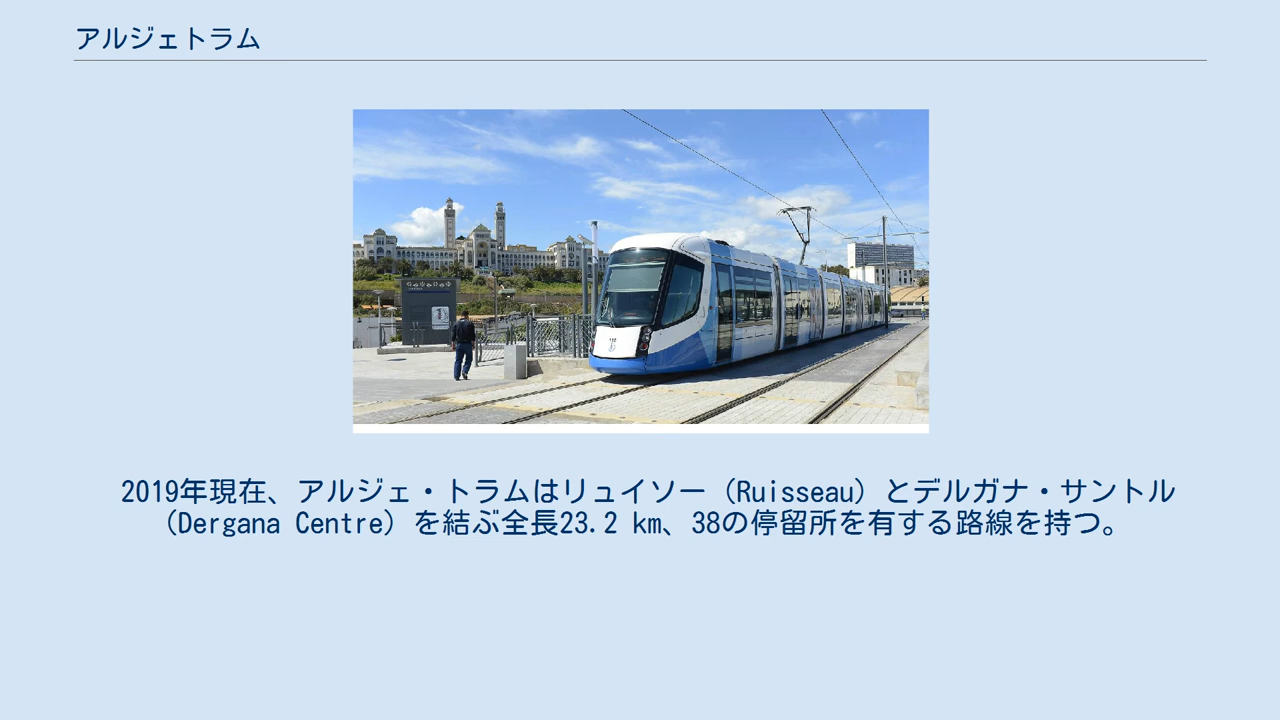 アルジェトラム
2019年現在、アルジェ・トラムはリュイソー（Ruisseau）とデルガナ・サントル
（Dergana Centre）を結ぶ全長23.2 km、38の停留所を有する路線を持つ。